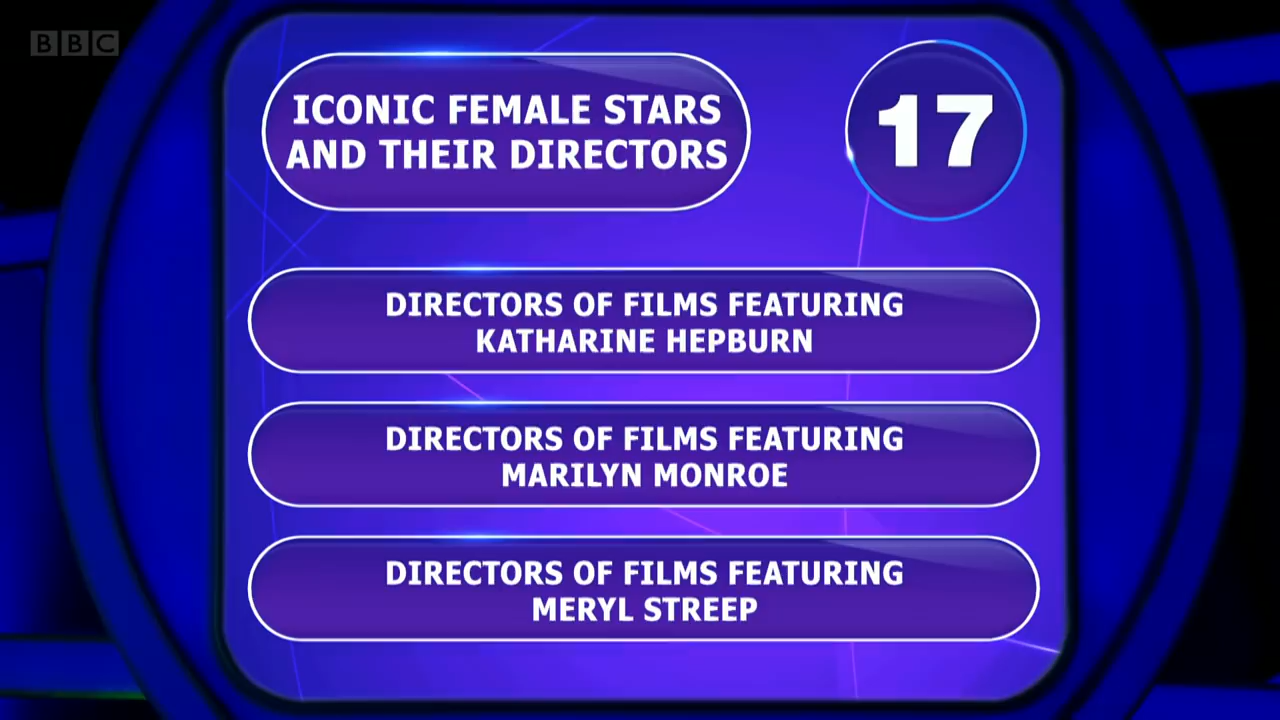 BBC
ICONIC FEMALE STARS
AND THEIR DIRECTORS
17
DIRECTORS OF FILMS FEATURING
KATHARINE HEPBURN
DIRECTORS OF FILMS FEATURING
MARILYN MONROE
DIRECTORS OF FILMS FEATURING
MERYL STREEP